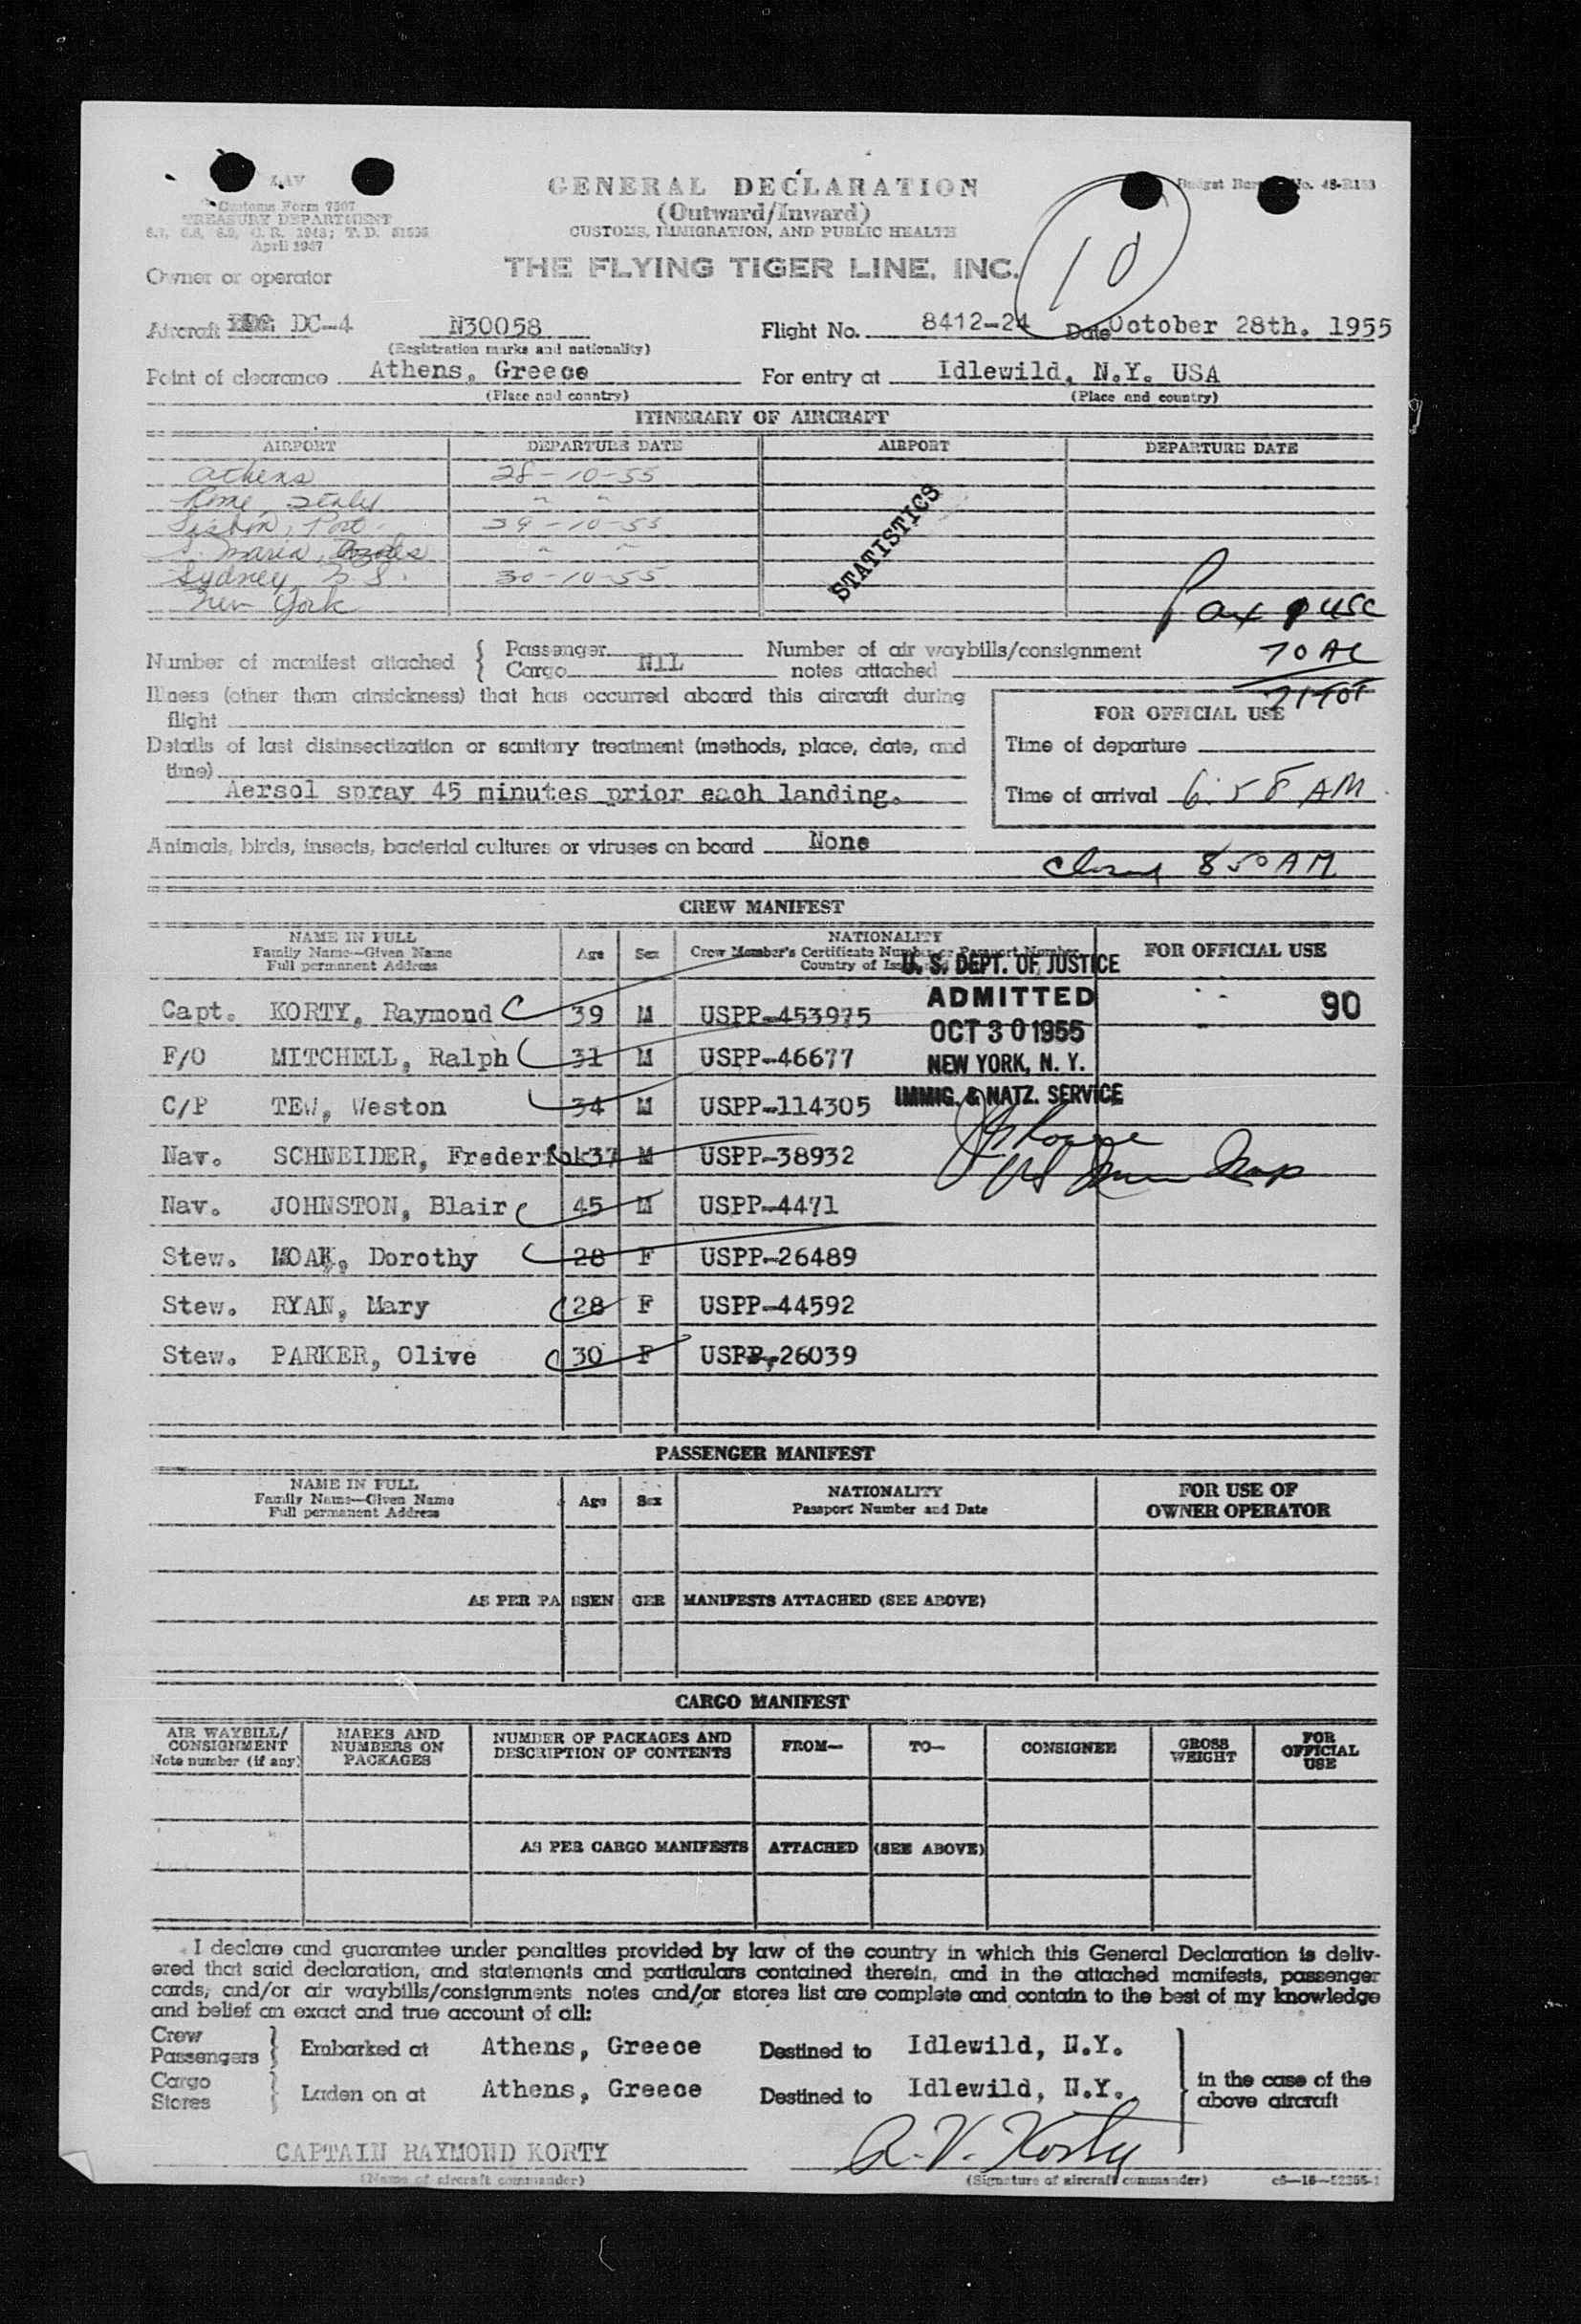 GENERAL DECLARATION
(Outward/Inward)
CUSTOMS, IMMIGRATION, AND PUBLIC HEALTH
Customs Form 7507
TREASURY DEPARTMENT
April 1947
THE FLYING TIGER LINE, INC.
10
Owner or operator
Aircraft DC-4 N30058 Flight No. 8412-24 Date October 28th. 1955
(Registration marks and nationality)
Point of clearance Athens, Greece For entry at Idlewild, N.Y. USA
(Place and country) (Place and country)
ITINERARY OF AIRCRAFT
AIRPORT DEPARTURE DATE AIRPORT DEPARTURE DATE
Athens 28-10-55
Rome, Italy " "
Lisbon, Port. 29-10-55
S. Maria, Azores " "
Sydney, N.S. 30-10-55
New York
STATISTICS
Pax 1 USC
70 AL
71 TOT
Number of manifest attached { Passenger Number of air waybills/consignment
Cargo NIL notes attached
Illness (other than airsickness) that has occurred aboard this aircraft during
flight
FOR OFFICIAL USE
Details of last disinsectization or sanitary treatment (methods, place, date, and
time)
Time of departure
Aersol spray 45 minutes prior each landing.
Time of arrival 6:58 AM
Animals, birds, insects, bacterial cultures or viruses on board None
Closed 850 AM
CREW MANIFEST
NAME IN FULL
Family Name—Given Name
Full permanent Address
Age Sex
NATIONALITY
Crew Member's Certificate Number or Passport Number
Country of
FOR OFFICIAL USE
U. S. DEPT. OF JUSTICE
ADMITTED
OCT 30 1955
NEW YORK, N. Y.
IMMIG. & NATZ. SERVICE
90
Capt. KORTY, Raymond 39 M USPP-453975
F/O MITCHELL, Ralph 31 M USPP-46677
C/P TEW, Weston 34 M USPP-114305
Nav. SCHNEIDER, Frederick 37 M USPP-38932
Nav. JOHNSTON, Blair 45 M USPP-4471
Stew. MOAK, Dorothy 28 F USPP-26489
Stew. RYAN, Mary 28 F USPP-44592
Stew. PARKER, Olive 30 F USPP-26039
PASSENGER MANIFEST
NAME IN FULL
Family Name—Given Name
Full permanent Address
Age Sex
NATIONALITY
Passport Number and Date
FOR USE OF
OWNER OPERATOR
AS PER PASSENGER MANIFESTS ATTACHED (SEE ABOVE)
CARGO MANIFEST
AIR WAYBILL/
CONSIGNMENT
Note number (if any)
MARKS AND
NUMBERS ON
PACKAGES
NUMBER OF PACKAGES AND
DESCRIPTION OF CONTENTS
FROM— TO— CONSIGNEE
GROSS
WEIGHT
FOR
OFFICIAL
USE
AS PER CARGO MANIFESTS ATTACHED (SEE ABOVE)
I declare and guarantee under penalties provided by law of the country in which this General Declaration is deliv-
ered that said declaration, and statements and particulars contained therein, and in the attached manifests, passenger
cards, and/or air waybills/consignments notes and/or stores list are complete and contain to the best of my knowledge
and belief an exact and true account of all:
Crew
Passengers } Embarked at Athens, Greece Destined to Idlewild, N.Y.
Cargo
Stores } Laden on at Athens, Greece Destined to Idlewild, N.Y.
in the case of the
above aircraft
CAPTAIN RAYMOND KORTY R. V. Korty
(Name of aircraft commander) (Signature of aircraft commander)